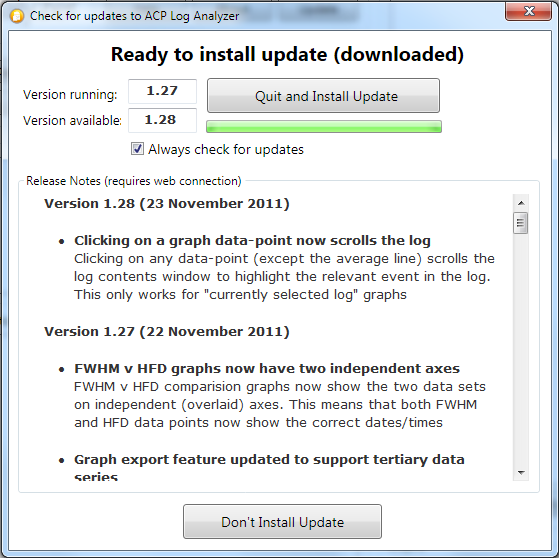 Check for updates to ACP Log Analyzer
Ready to install update (downloaded)
Version running:
1.27
Quit and Install Update
Version available:
1.28
Always check for updates
Release Notes (requires web connection)
Version 1.28 (23 November 2011)
• Clicking on a graph data-point now scrolls the log
Clicking on any data-point (except the average line) scrolls the
log contents window to highlight the relevant event in the log.
This only works for "currently selected log" graphs
Version 1.27 (22 November 2011)
• FWHM v HFD graphs now have two independent axes
FWHM v HFD comparision graphs now show the two data sets
on independent (overlaid) axes. This means that both FWHM
and HFD data points now show the correct dates/times
• Graph export feature updated to support tertiary data
series
Don't Install Update